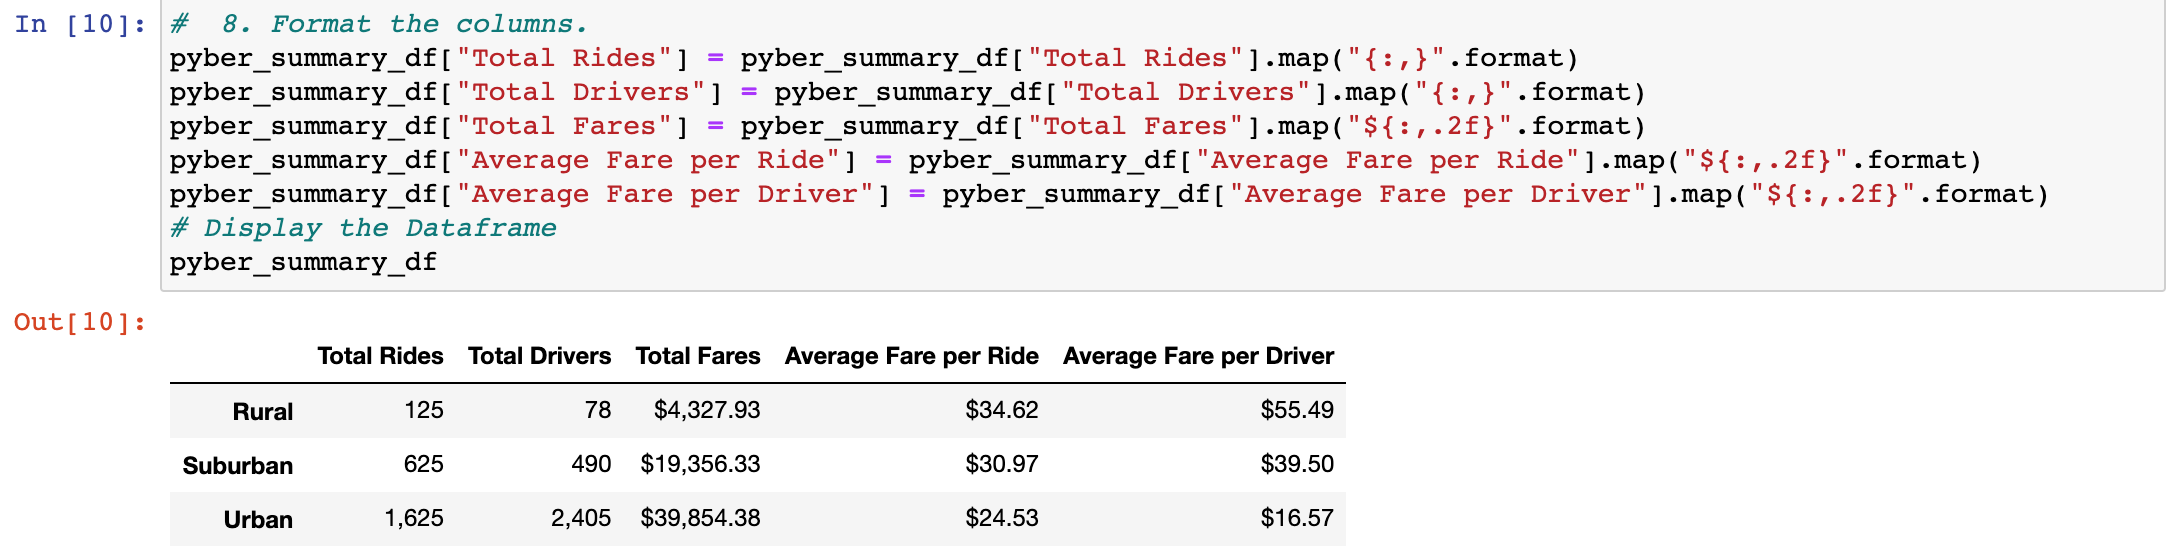 In [10]: #  8. Format the columns.
pyber_summary_df["Total Rides"] = pyber_summary_df["Total Rides"].map("{:,}".format)
pyber_summary_df["Total Drivers"] = pyber_summary_df["Total Drivers"].map("{:,}".format)
pyber_summary_df["Total Fares"] = pyber_summary_df["Total Fares"].map("${:,.2f}".format)
pyber_summary_df["Average Fare per Ride"] = pyber_summary_df["Average Fare per Ride"].map("${:,.2f}".format)
pyber_summary_df["Average Fare per Driver"] = pyber_summary_df["Average Fare per Driver"].map("${:,.2f}".format)
# Display the Dataframe
pyber_summary_df
Out[10]:
Total Rides Total Drivers Total Fares Average Fare per Ride Average Fare per Driver
Rural 125 78 $4,327.93 $34.62 $55.49
Suburban 625 490 $19,356.33 $30.97 $39.50
Urban 1,625 2,405 $39,854.38 $24.53 $16.57